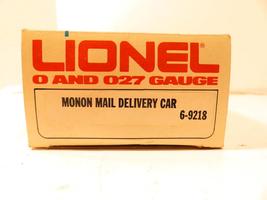 LIONEL®
O AND O27 GAUGE
MONON MAIL DELIVERY CAR
6-9218